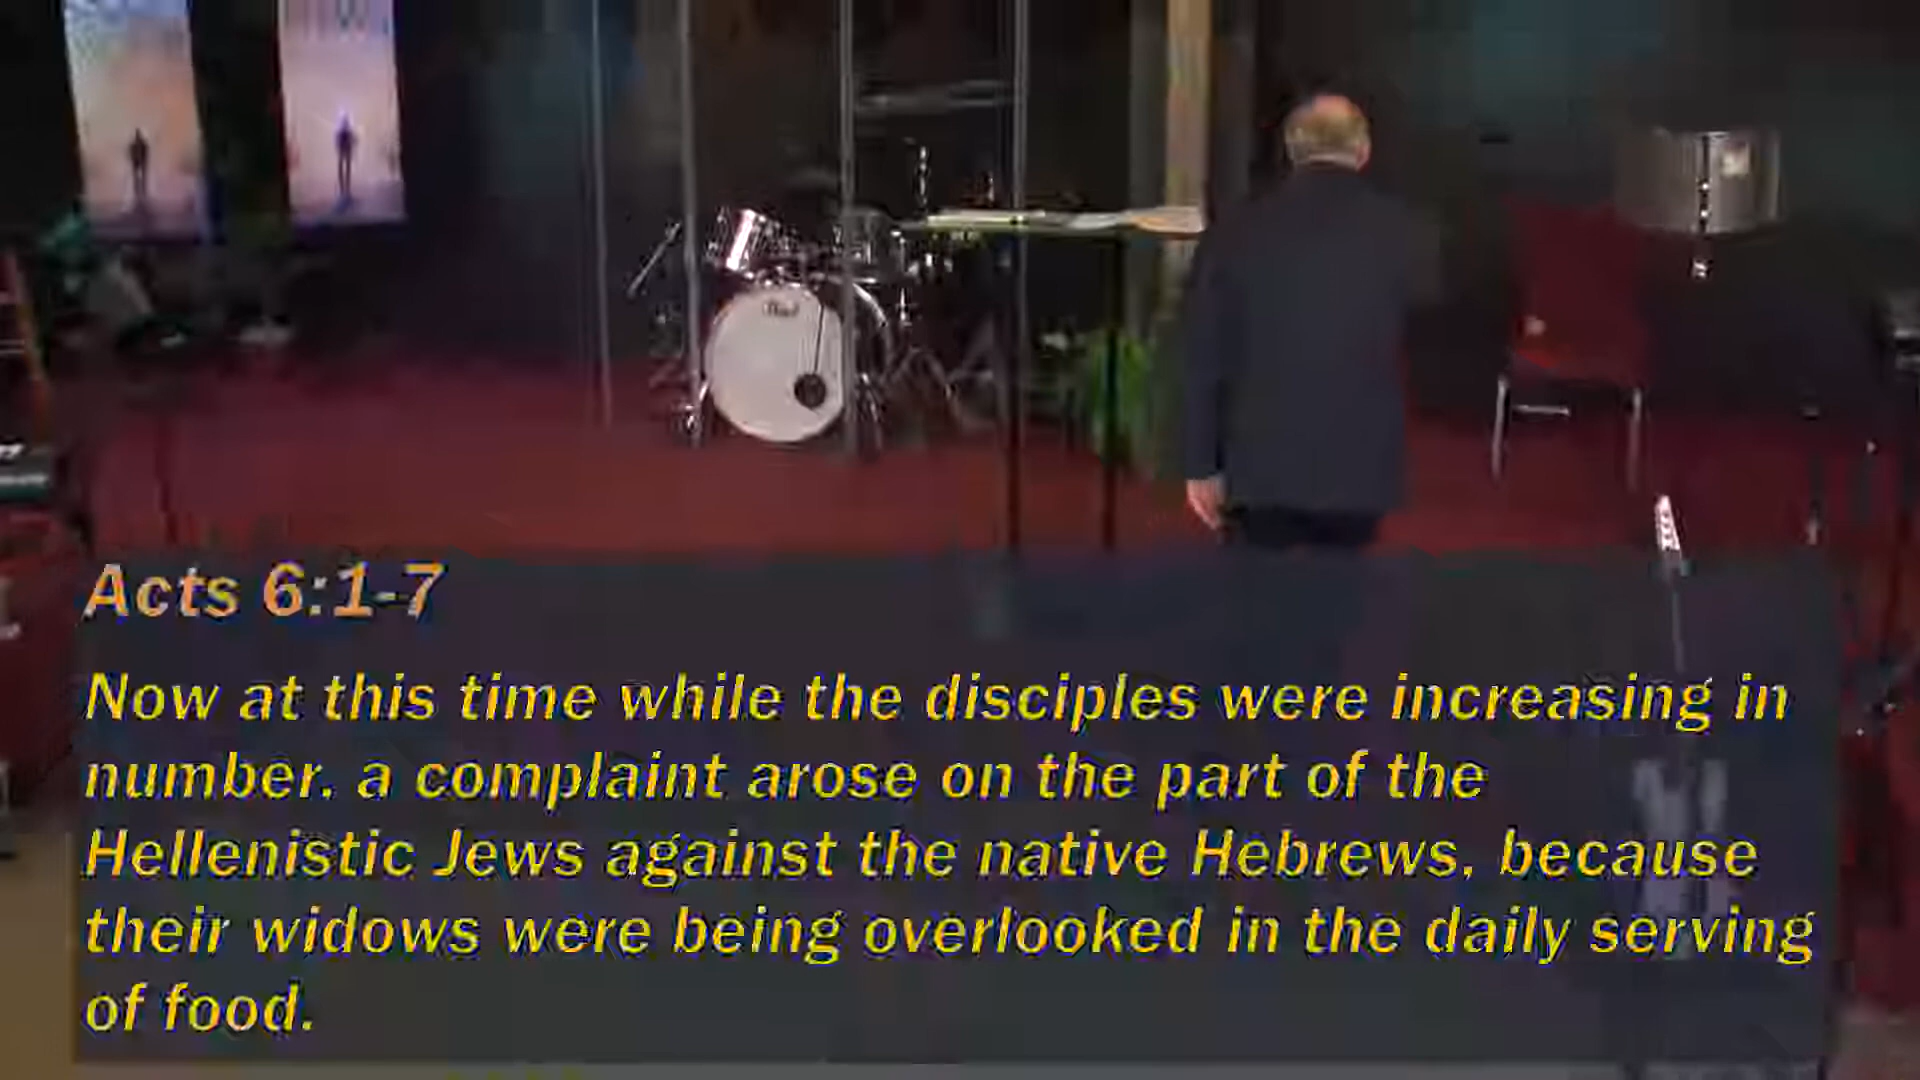 Acts 6:1-7
Now at this time while the disciples were increasing in
number, a complaint arose on the part of the
Hellenistic Jews against the native Hebrews, because
their widows were being overlooked in the daily serving
of food.